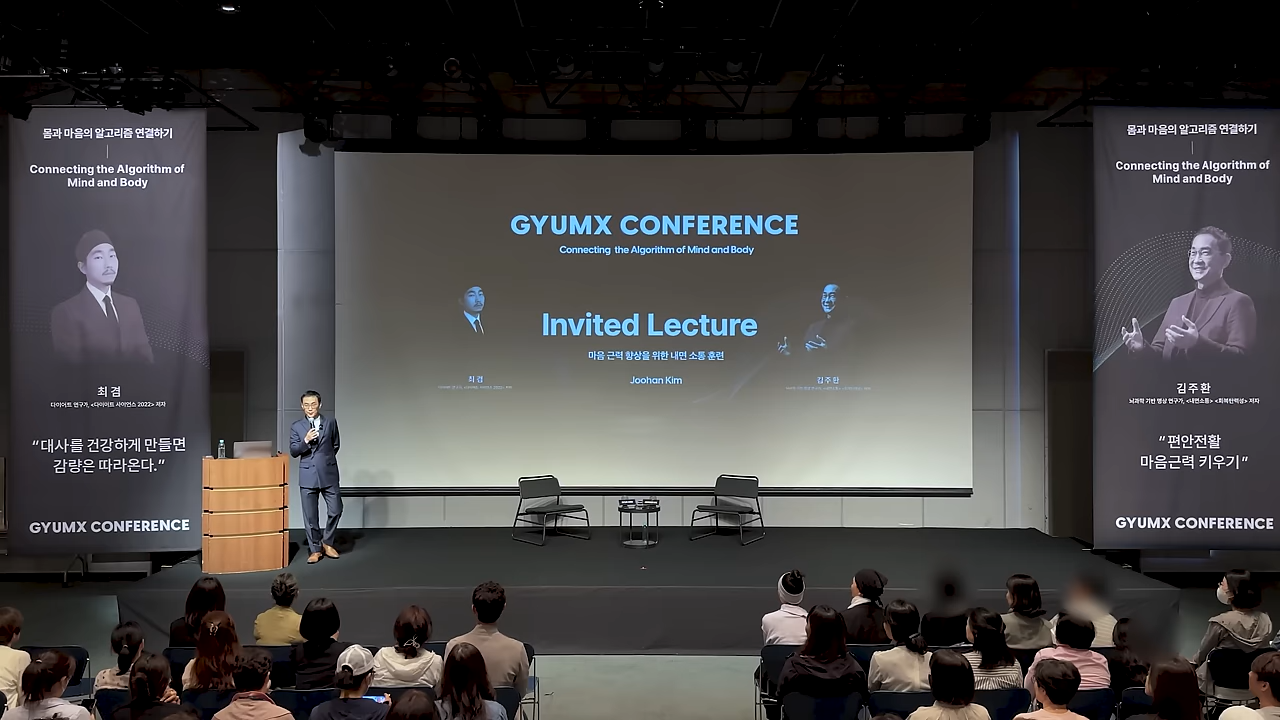 몸과 마음의 알고리즘 연결하기
Connecting the Algorithm of
Mind and Body
최 겸
다이어트 연구가, <다이어트 사이언스 2022> 저자
“대사를 건강하게 만들면
감량은 따라온다.”
GYUMX CONFERENCE
GYUMX CONFERENCE
Connecting the Algorithm of Mind and Body
Invited Lecture
마음 근력 향상을 위한 내면 소통 훈련
Joohan Kim
최 겸
김주환
몸과 마음의 알고리즘 연결하기
Connecting the Algorithm of
Mind and Body
김주환
뇌과학 기반 명상 연구가, <내면소통> <회복탄력성> 저자
”편안전활
마음근력 키우기”
GYUMX CONFERENCE